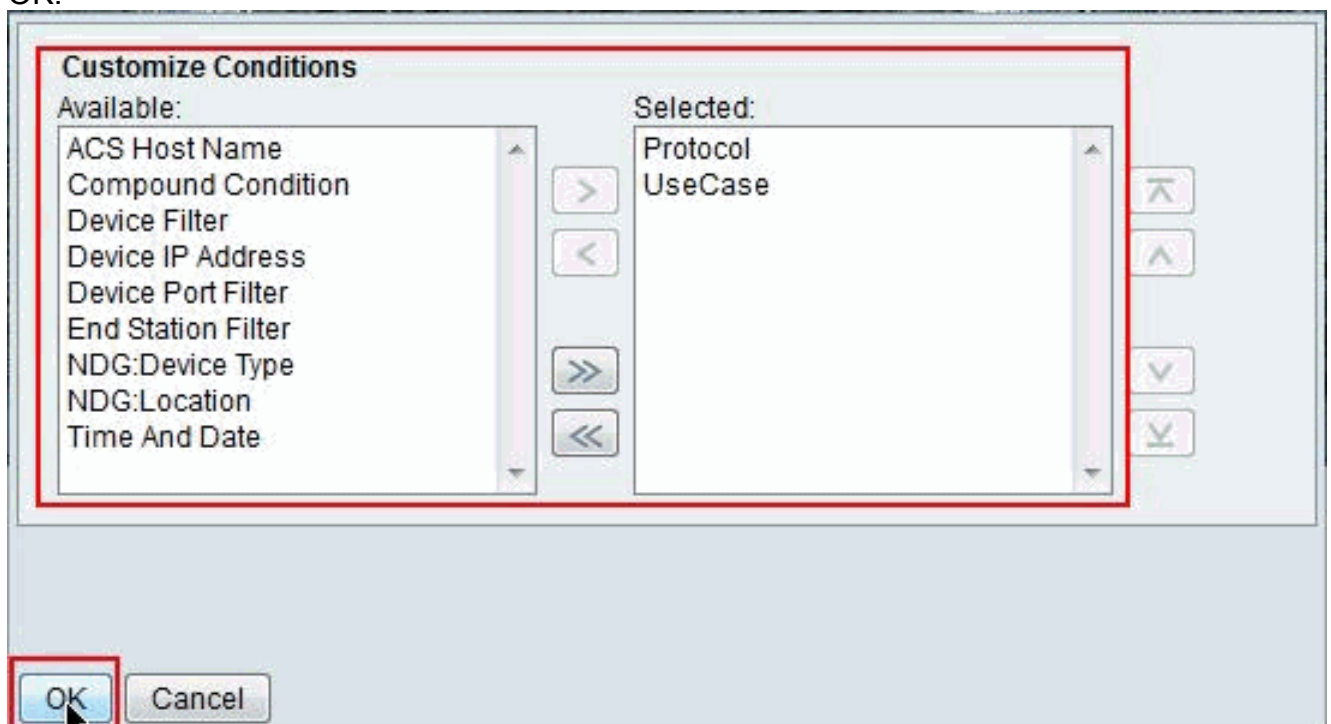 OK.
Customize Conditions
Available:
Selected:
ACS Host Name
Compound Condition
Device Filter
Device IP Address
Device Port Filter
End Station Filter
NDG:Device Type
NDG:Location
Time And Date
Protocol
UseCase
OK
Cancel